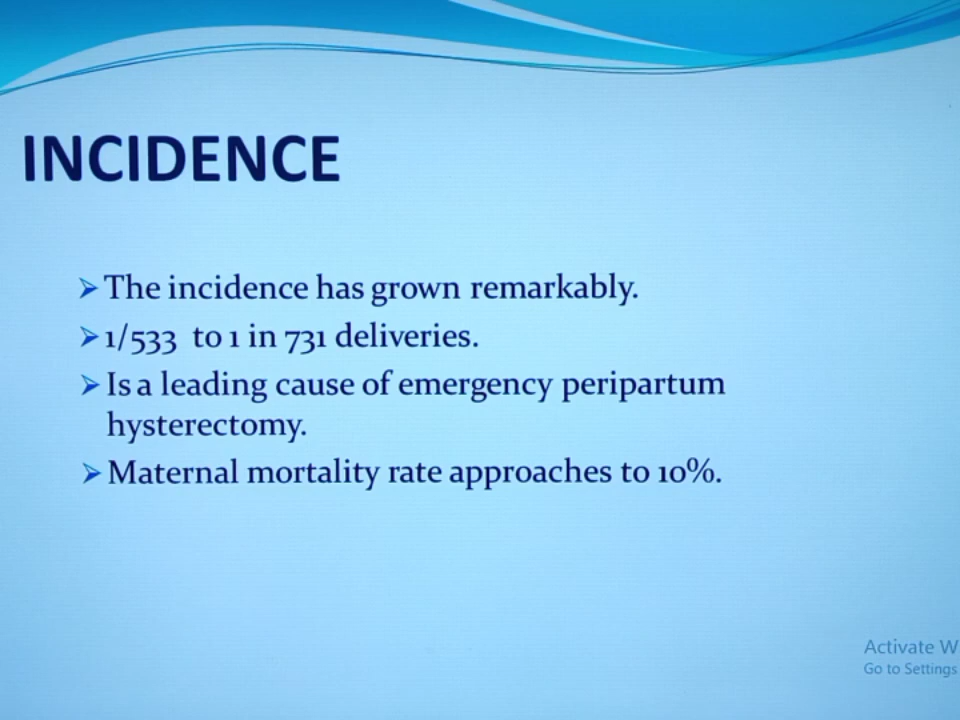 INCIDENCE
➢ The incidence has grown remarkably.
➢ 1/533 to 1 in 731 deliveries.
➢ Is a leading cause of emergency peripartum
hysterectomy.
➢ Maternal mortality rate approaches to 10%.
Activate W
Go to Settings